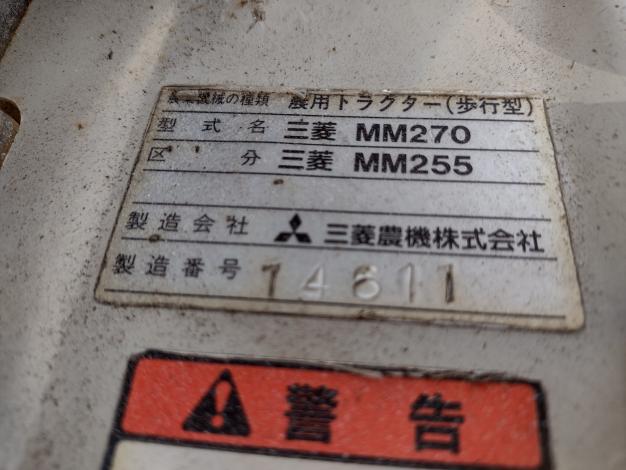 農業機械の種類 農用トラクター(歩行型)
型式名 三菱 MM270
区分 三菱 MM255
製造会社 三菱農機株式会社
製造番号 14611
警告